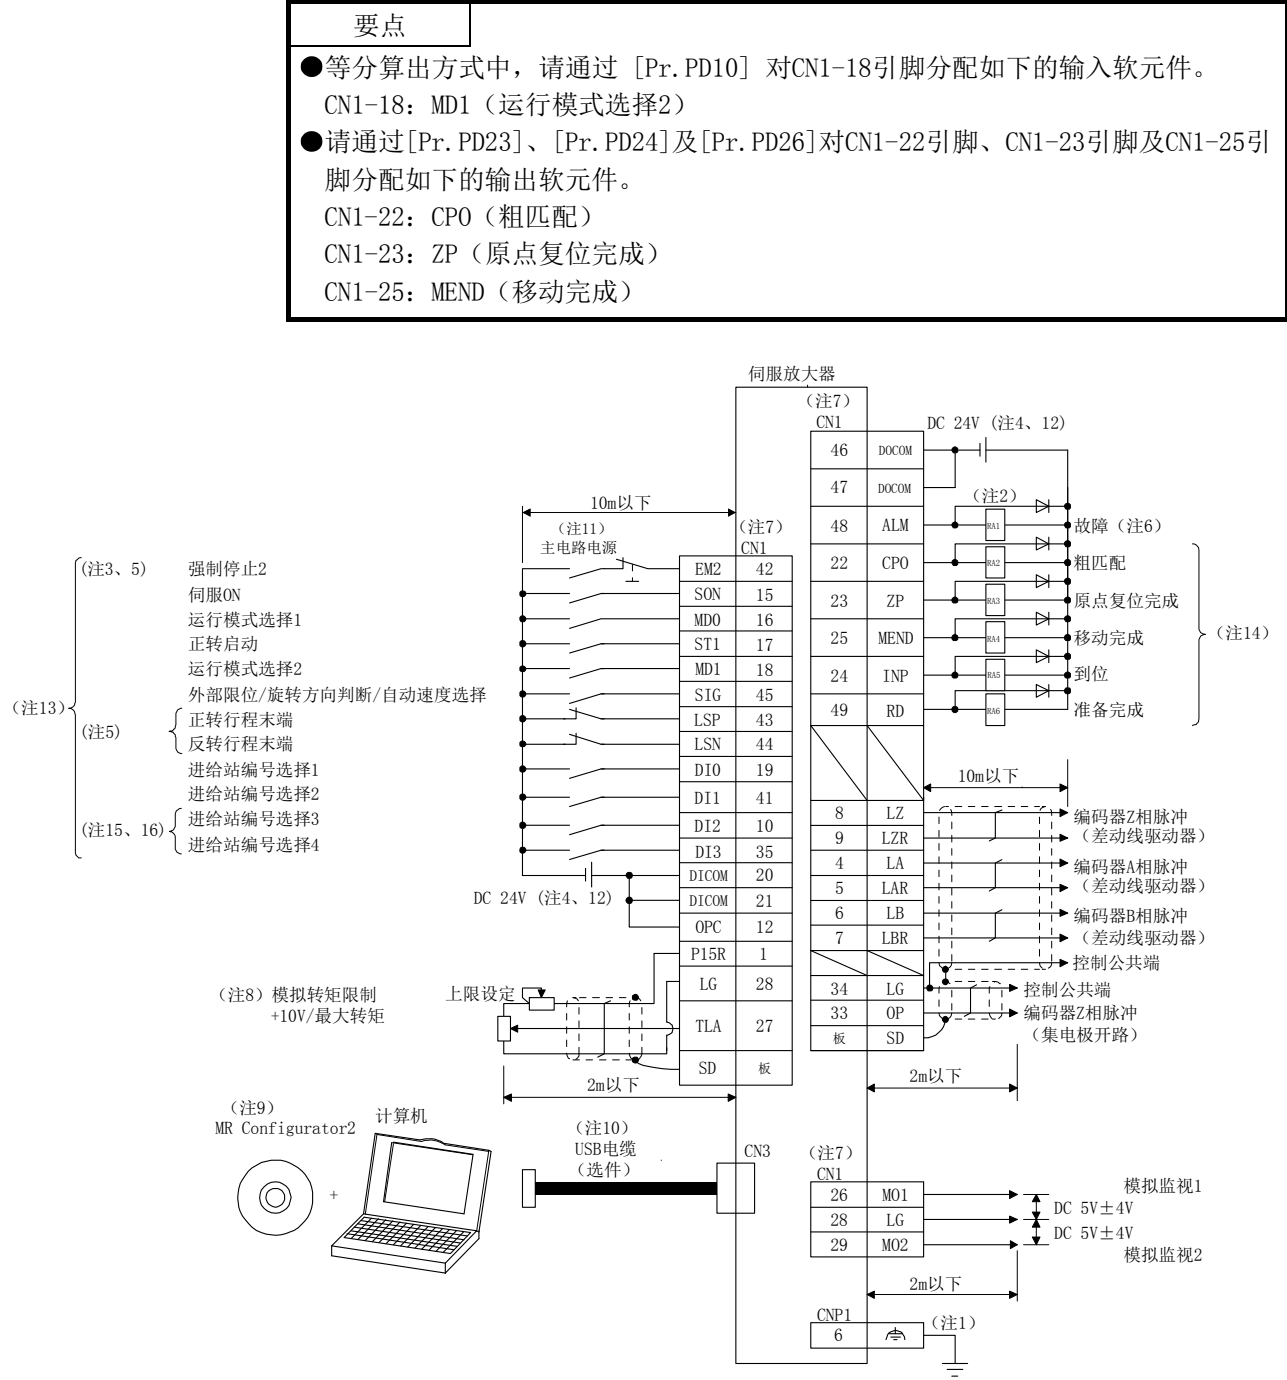 要点
●等分算出方式中，请通过 [Pr.PD10] 对CN1-18引脚分配如下的输入软元件。
CN1-18：MD1（运行模式选择2）
●请通过[Pr.PD23]、[Pr.PD24]及[Pr.PD26]对CN1-22引脚、CN1-23引脚及CN1-25引
脚分配如下的输出软元件。
CN1-22：CPO（粗匹配）
CN1-23：ZP（原点复位完成）
CN1-25：MEND（移动完成）
伺服放大器
（注7）
CN1
DC 24V (注4、12)
46 DOCOM
47 DOCOM
（注2）
48 ALM RA1 故障（注6）
22 CPO RA2 粗匹配
23 ZP RA3 原点复位完成
25 MEND RA4 移动完成
24 INP RA5 到位
49 RD RA6 准备完成
（注14）
10m以下
8 LZ 编码器Z相脉冲
9 LZR （差动线驱动器）
4 LA 编码器A相脉冲
5 LAR （差动线驱动器）
6 LB 编码器B相脉冲
7 LBR （差动线驱动器）
控制公共端
34 LG 控制公共端
33 OP 编码器Z相脉冲
（集电极开路）
板 SD
2m以下
10m以下
（注11）
主电路电源
（注7）
CN1
（注13）
(注3、5) 强制停止2 EM2 42
伺服ON SON 15
运行模式选择1 MD0 16
正转启动 ST1 17
运行模式选择2 MD1 18
外部限位/旋转方向判断/自动速度选择 SIG 45
(注5)
正转行程末端 LSP 43
反转行程末端 LSN 44
进给站编号选择1 DI0 19
进给站编号选择2 DI1 41
(注15、16)
进给站编号选择3 DI2 10
进给站编号选择4 DI3 35
DICOM 20
DC 24V (注4、12) DICOM 21
OPC 12
P15R 1
（注8）模拟转矩限制
+10V/最大转矩
上限设定
LG 28
TLA 27
SD 板
2m以下
（注9）
MR Configurator2
+
计算机
（注10）
USB电缆
（选件）
CN3
（注7）
CN1
26 MO1 模拟监视1
DC 5V±4V
28 LG
DC 5V±4V
29 MO2 模拟监视2
2m以下
CNP1
6
（注1）